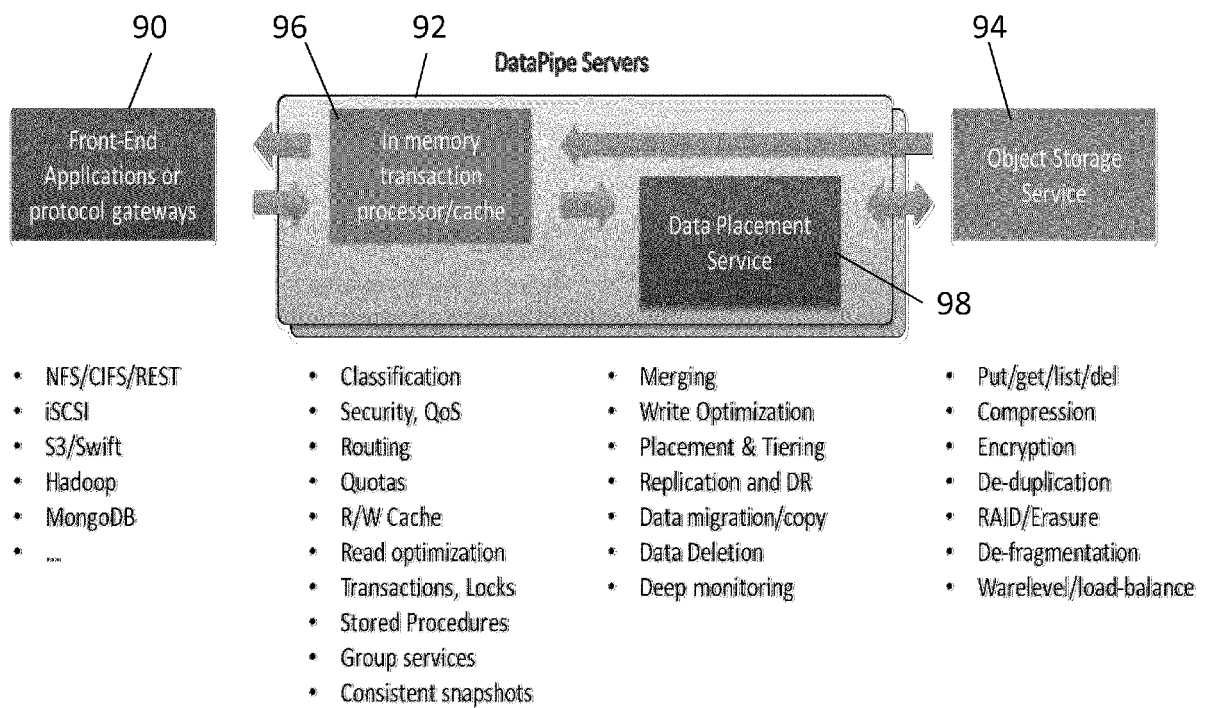 90
96
92
94
DataPipe Servers
Front-End
Applications or
protocol gateways
In memory
transaction
processor/cache
Data Placement
Service
Object Storage
Service
98
• NFS/CIFS/REST
• iSCSI
• S3/Swift
• Hadoop
• MongoDB
• ...
• Classification
• Security, QoS
• Routing
• Quotas
• R/W Cache
• Read optimization
• Transactions, Locks
• Stored Procedures
• Group services
• Consistent snapshots
• Merging
• Write Optimization
• Placement & Tiering
• Replication and DR
• Data migration/copy
• Data Deletion
• Deep monitoring
• Put/get/list/del
• Compression
• Encryption
• De-duplication
• RAID/Erasure
• De-fragmentation
• Warelevel/load-balance